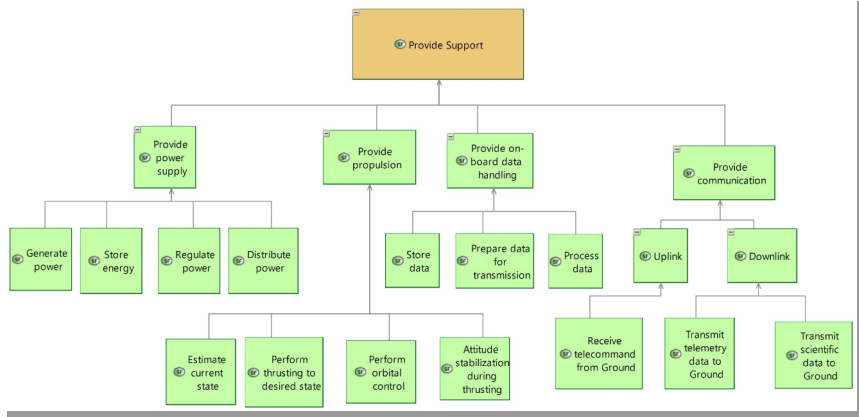 Provide Support
Provide
power
supply
Provide
propulsion
Provide on-
board data
handling
Provide
communication
Generate
power
Store
energy
Regulate
power
Distribute
power
Store
data
Prepare data
for
transmission
Process
data
Uplink
Downlink
Estimate
current
state
Perform
thrusting to
desired state
Perform
orbital
control
Attitude
stabilization
during
thrusting
Receive
telecommand
from Ground
Transmit
telemetry
data to
Ground
Transmit
scientific
data to
Ground